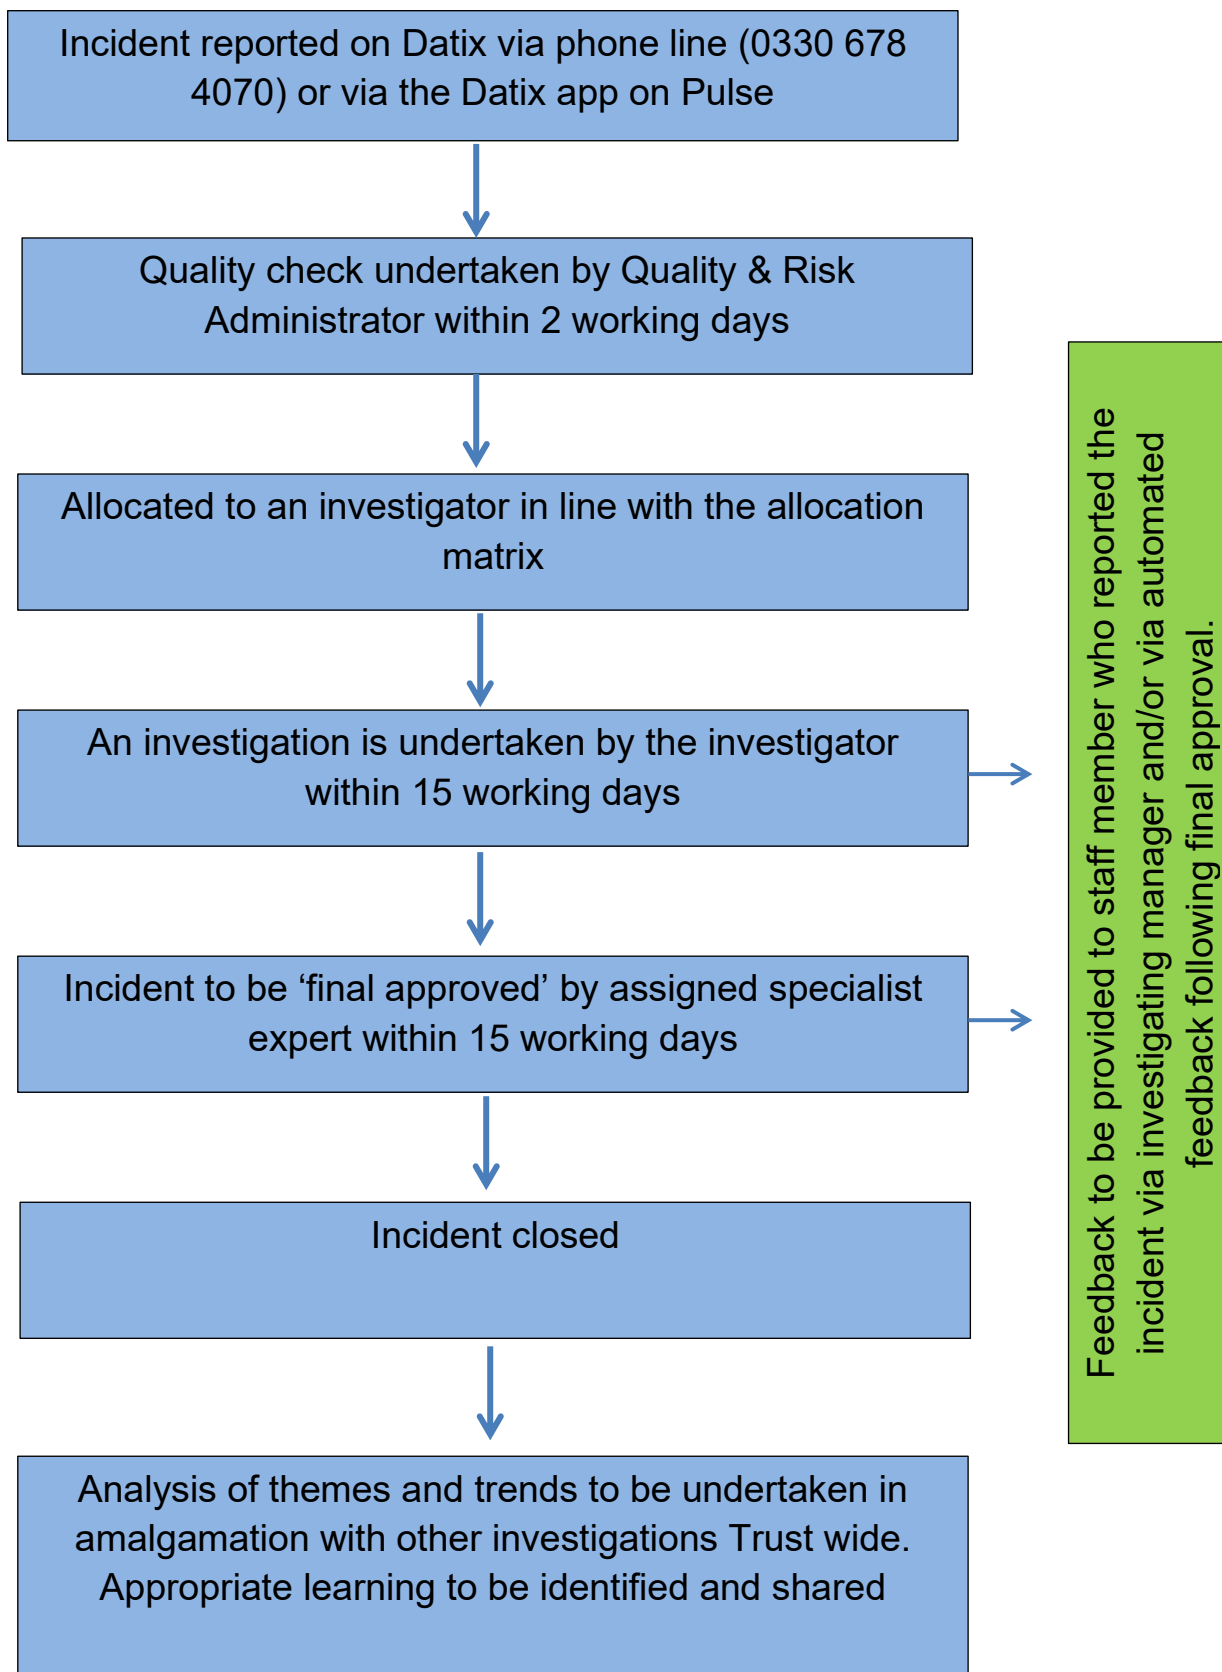 Incident reported on Datix via phone line (0330 678
4070) or via the Datix app on Pulse
Quality check undertaken by Quality & Risk
Administrator within 2 working days
Allocated to an investigator in line with the allocation
matrix
An investigation is undertaken by the investigator
within 15 working days
Incident to be ‘final approved’ by assigned specialist
expert within 15 working days
Incident closed
Analysis of themes and trends to be undertaken in
amalgamation with other investigations Trust wide.
Appropriate learning to be identified and shared
Feedback to be provided to staff member who reported the
incident via investigating manager and/or via automated
feedback following final approval.